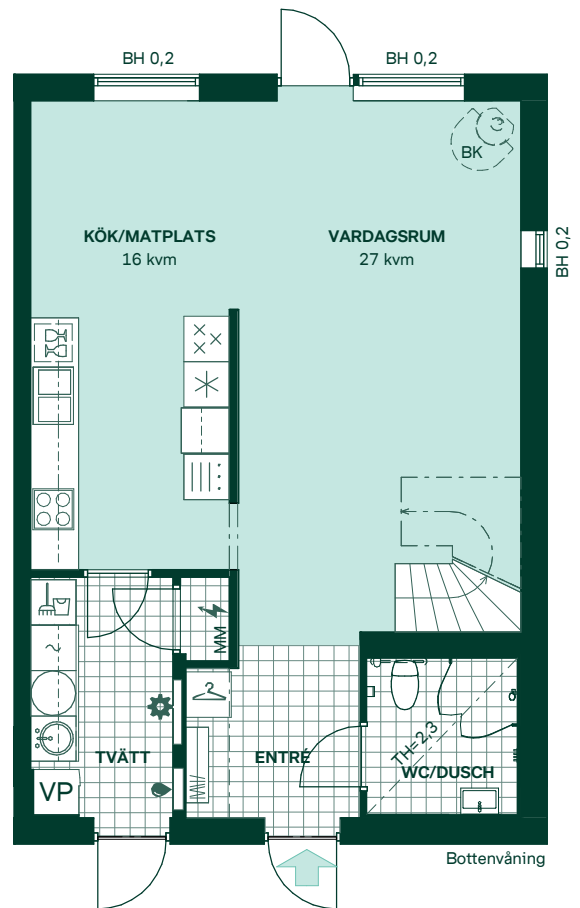 BH 0,2
BH 0,2
BK
KÖK/MATPLATS
16 kvm
VARDAGSRUM
27 kvm
BH 0,2
MM
TH=2,3
TVÄTT
ENTRÉ
WC/DUSCH
VP
Bottenvåning